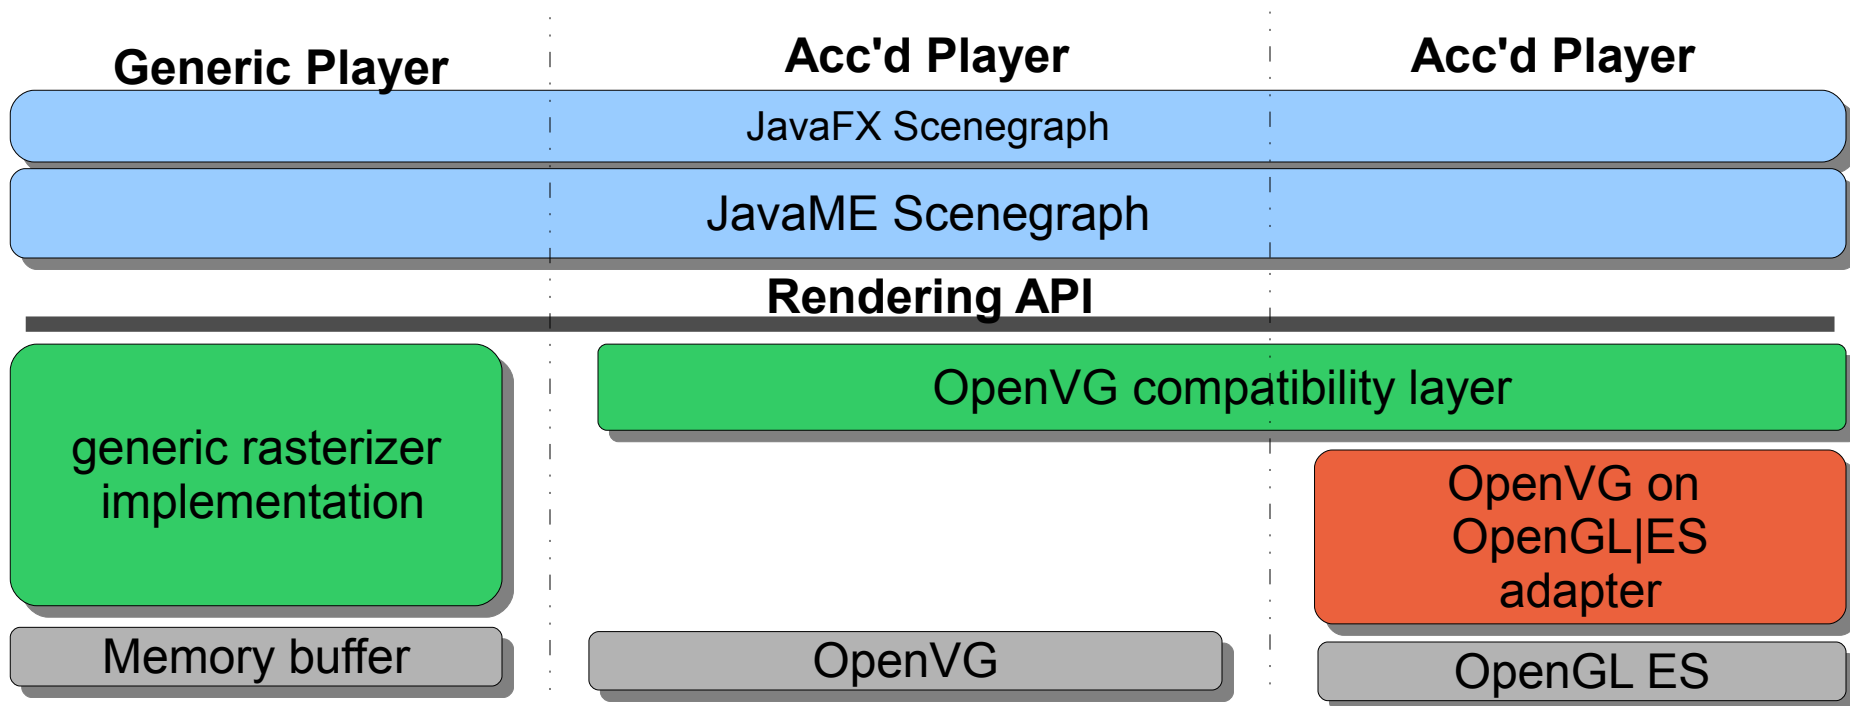 Generic Player
Acc'd Player
Acc'd Player
JavaFX Scenegraph
JavaME Scenegraph
Rendering API
generic rasterizer
implementation
OpenVG compatibility layer
OpenVG on
OpenGL|ES
adapter
Memory buffer
OpenVG
OpenGL ES